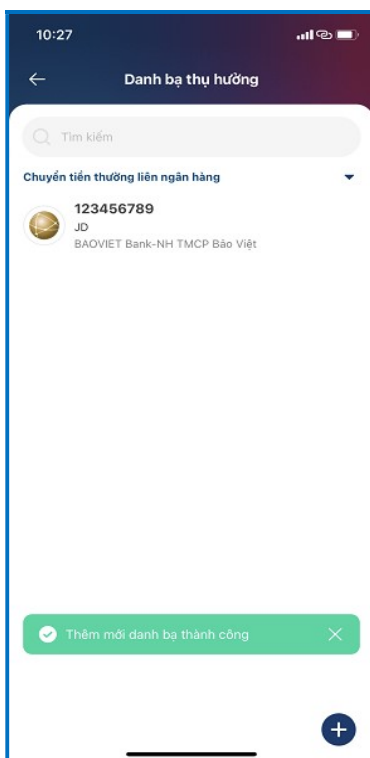 10:27
Danh bạ thụ hưởng
Tìm kiếm
Chuyển tiền thường liên ngân hàng
123456789
JD
BAOVIET Bank-NH TMCP Bảo Việt
Thêm mới danh bạ thành công